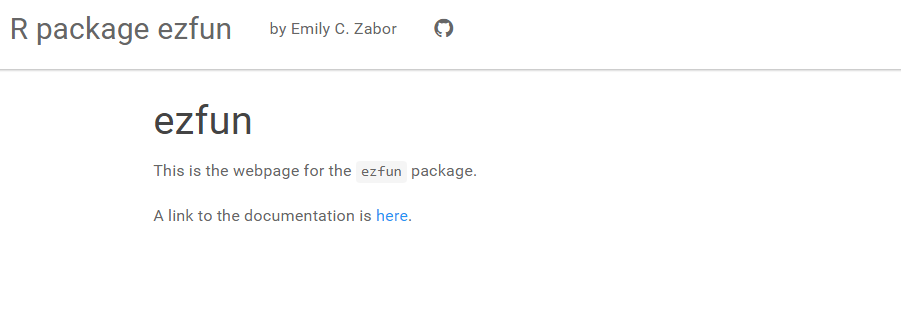 R package ezfun by Emily C. Zabor
ezfun
This is the webpage for the ezfun package.
A link to the documentation is here.